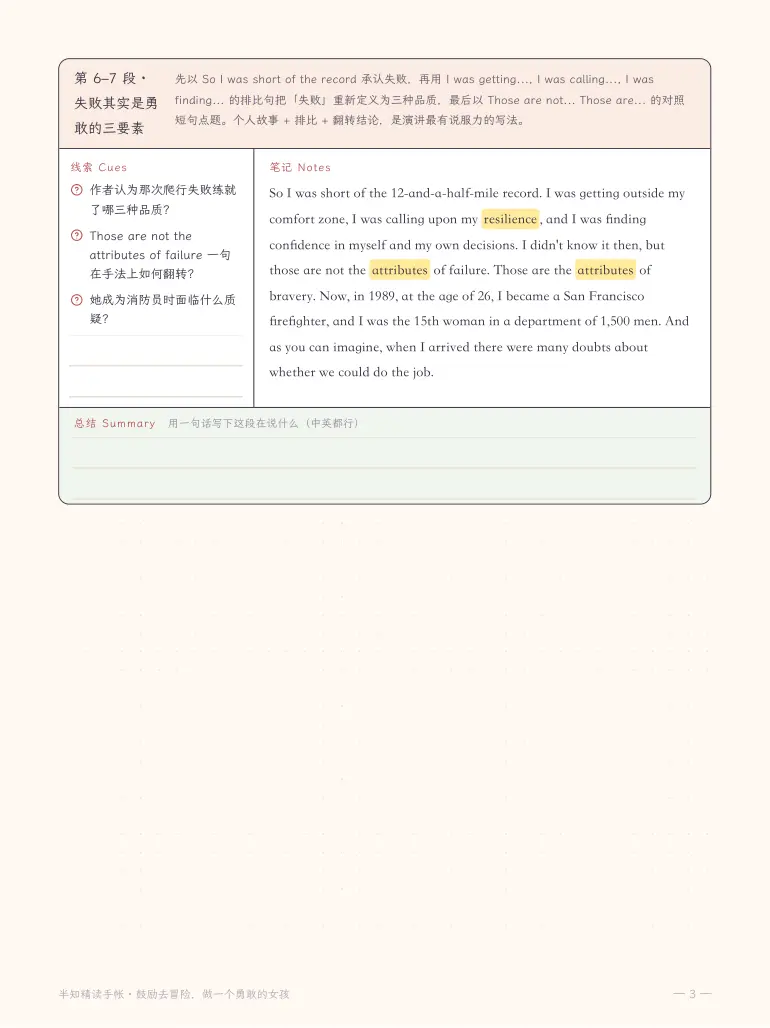 第 6–7 段・
失败其实是勇
敢的三要素
先以 So I was short of the record 承认失败，再用 I was getting…, I was calling…, I was
finding… 的排比句把「失败」重新定义为三种品质，最后以 Those are not… Those are… 的对照
短句点题。个人故事 + 排比 + 翻转结论，是演讲最有说服力的写法。
线索 Cues
作者认为那次爬行失败练就
了哪三种品质？
Those are not the
attributes of failure 一句
在手法上如何翻转？
她成为消防员时面临什么质
疑？
笔记 Notes
So I was short of the 12-and-a-half-mile record. I was getting outside my
comfort zone, I was calling upon my resilience, and I was finding
confidence in myself and my own decisions. I didn't know it then, but
those are not the attributes of failure. Those are the attributes of
bravery. Now, in 1989, at the age of 26, I became a San Francisco
firefighter, and I was the 15th woman in a department of 1,500 men. And
as you can imagine, when I arrived there were many doubts about
whether we could do the job.
总结 Summary 用一句话写下这段在说什么（中英都行）
半知精读手帐・鼓励去冒险，做一个勇敢的女孩
— 3 —